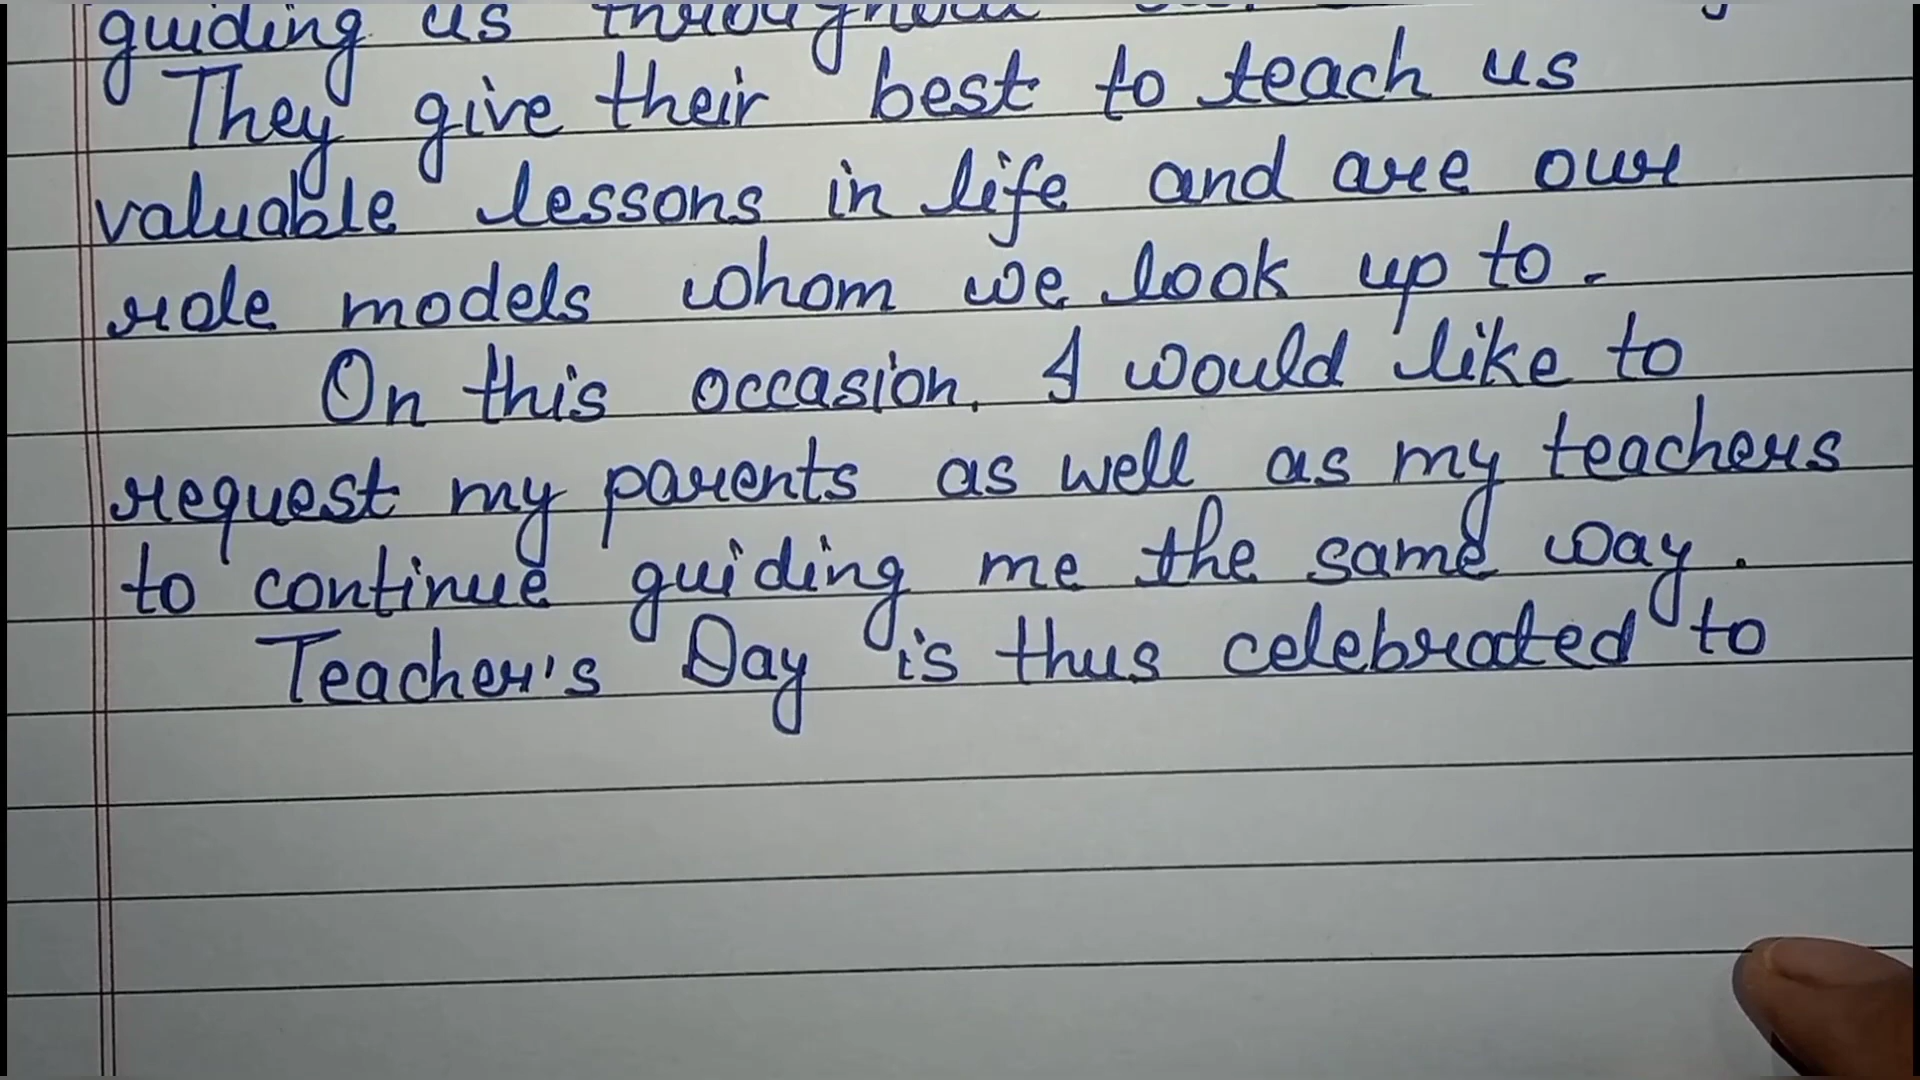 guiding us throughout
They give their best to teach us
valuable lessons in life and are our
role models whom we look up to.
On this occasion, I would like to
request my parents as well as my teachers
to continue guiding me the same way.
Teacher's Day is thus celebrated to